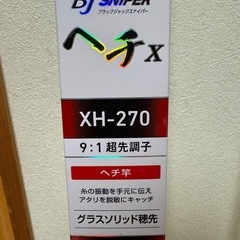 BJ SNIPER
ブラックジャックスナイパー
ヘチX
XH-270
9:1超先調子
ヘチ竿
糸の振動を手元に伝え
アタリを鋭敏にキャッチ
グラスソリッド穂先